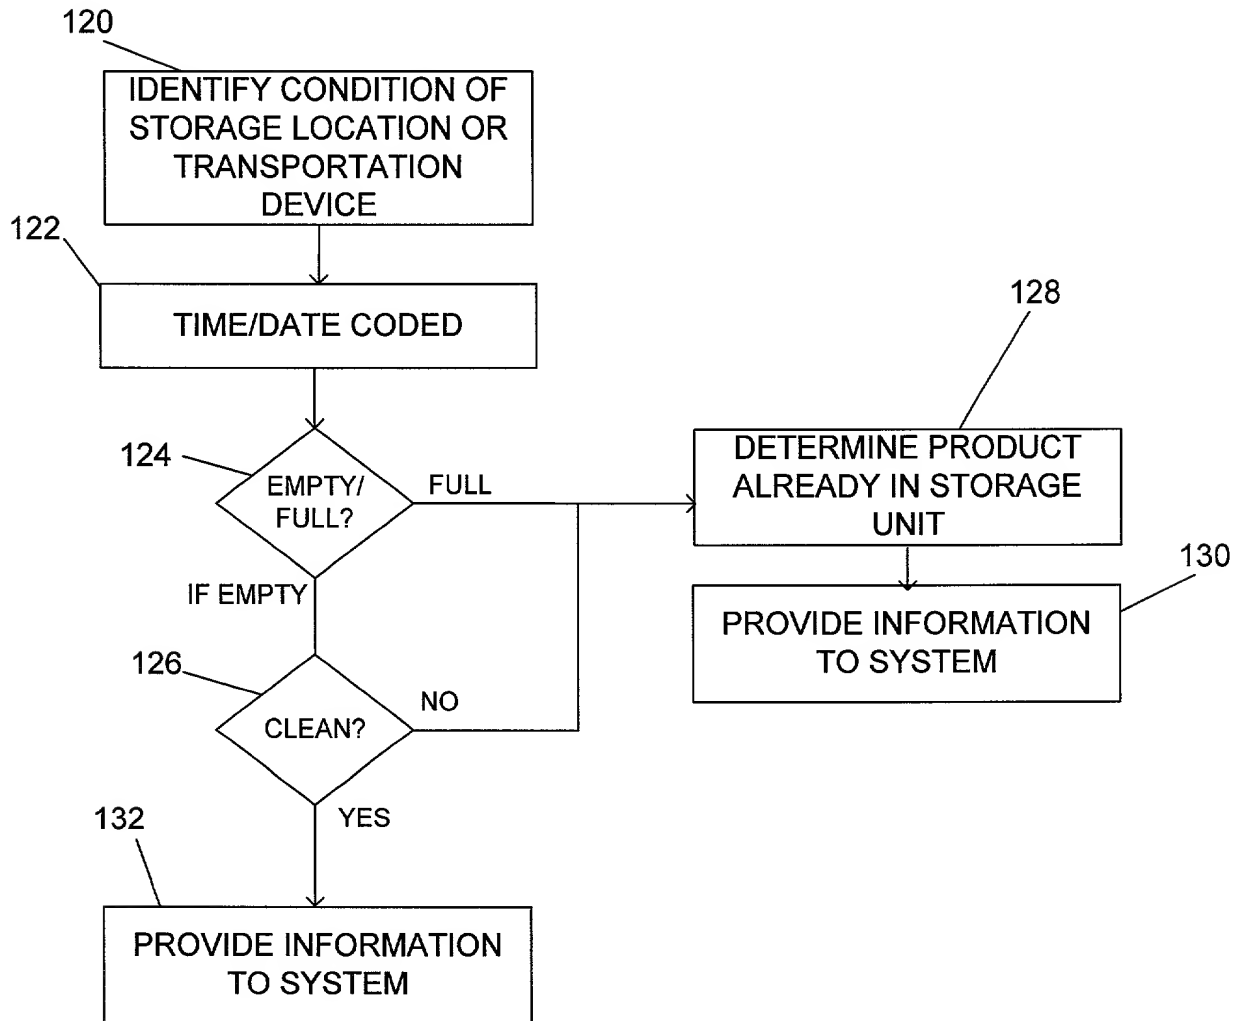 120
IDENTIFY CONDITION OF
STORAGE LOCATION OR
TRANSPORTATION
DEVICE
122
TIME/DATE CODED
124
EMPTY/
FULL?
FULL
IF EMPTY
128
DETERMINE PRODUCT
ALREADY IN STORAGE
UNIT
130
PROVIDE INFORMATION
TO SYSTEM
126
CLEAN?
NO
YES
132
PROVIDE INFORMATION
TO SYSTEM